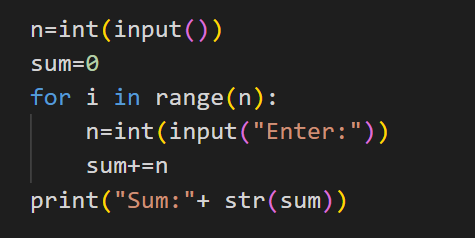 n=int(input())
sum=0
for i in range(n):
    n=int(input("Enter:"))
    sum+=n
print("Sum:"+ str(sum))